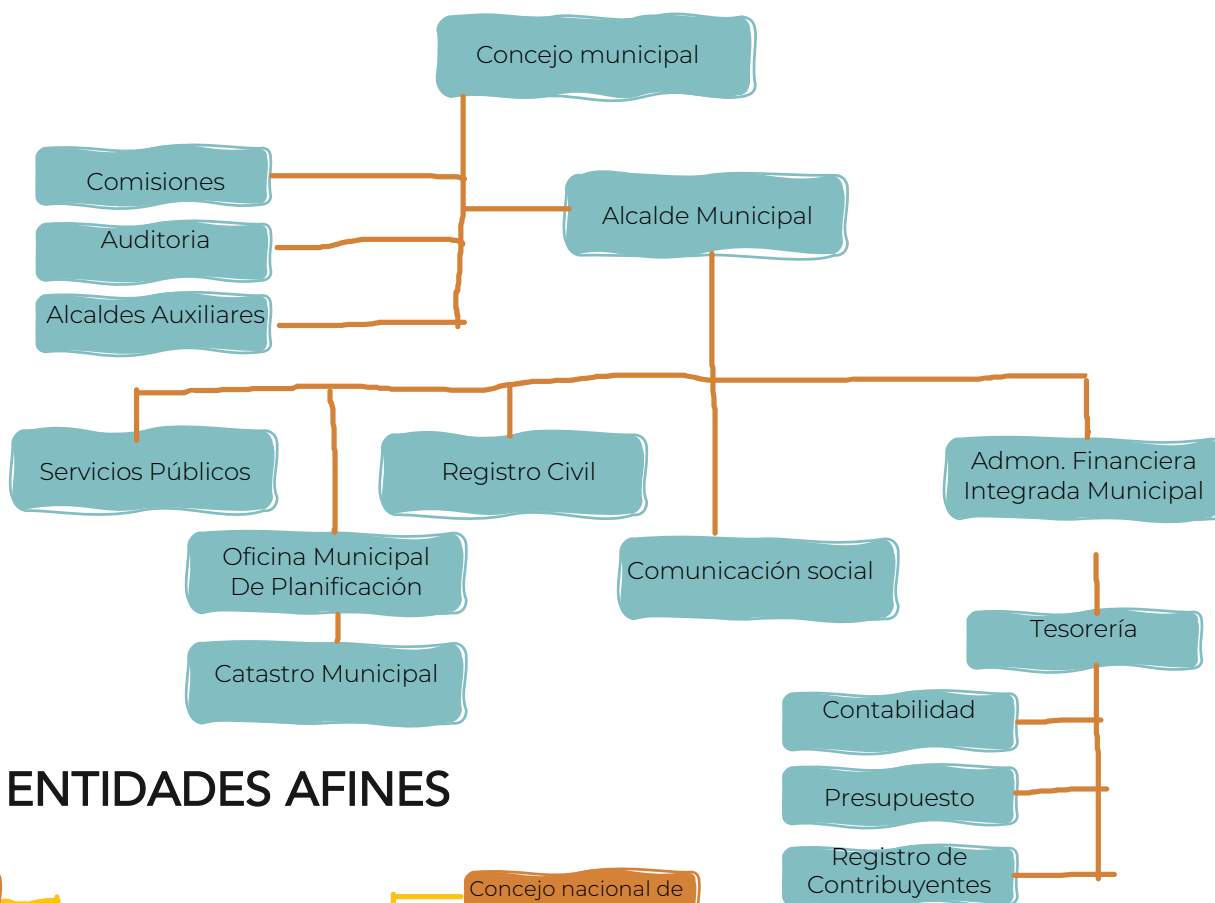 Concejo municipal
Comisiones
Alcalde Municipal
Auditoria
Alcaldes Auxiliares
Servicios Públicos
Registro Civil
Admon. Financiera
Integrada Municipal
Oficina Municipal
De Planificación
Comunicación social
Tesorería
Catastro Municipal
Contabilidad
Presupuesto
Registro de
Contribuyentes
ENTIDADES AFINES
Concejo nacional de